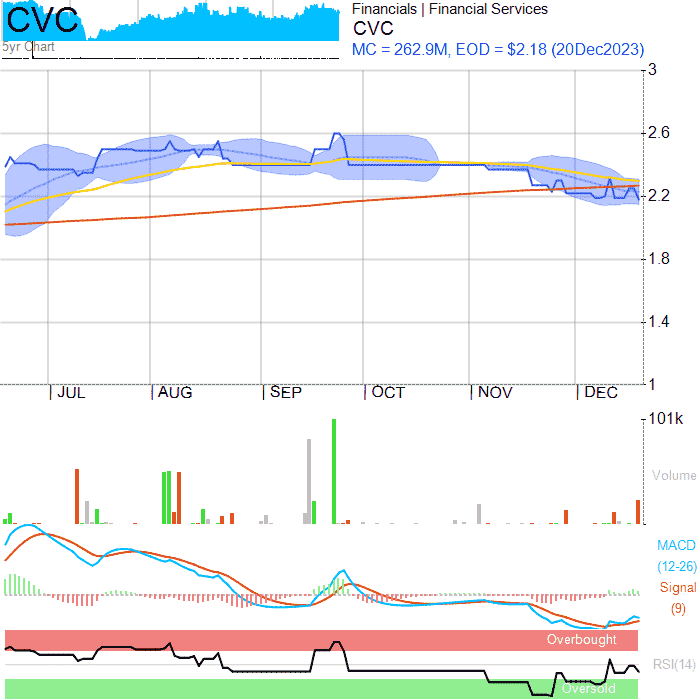 CVC
5yr Chart
Financials | Financial Services
CVC
MC = 262.9M, EOD = $2.18 (20Dec2023)
3
2.6
2.2
1.8
1.4
1
JUL AUG SEP OCT NOV DEC
101k
Volume
MACD
(12-26)
Signal
(9)
Overbought
RSI(14)
Oversold